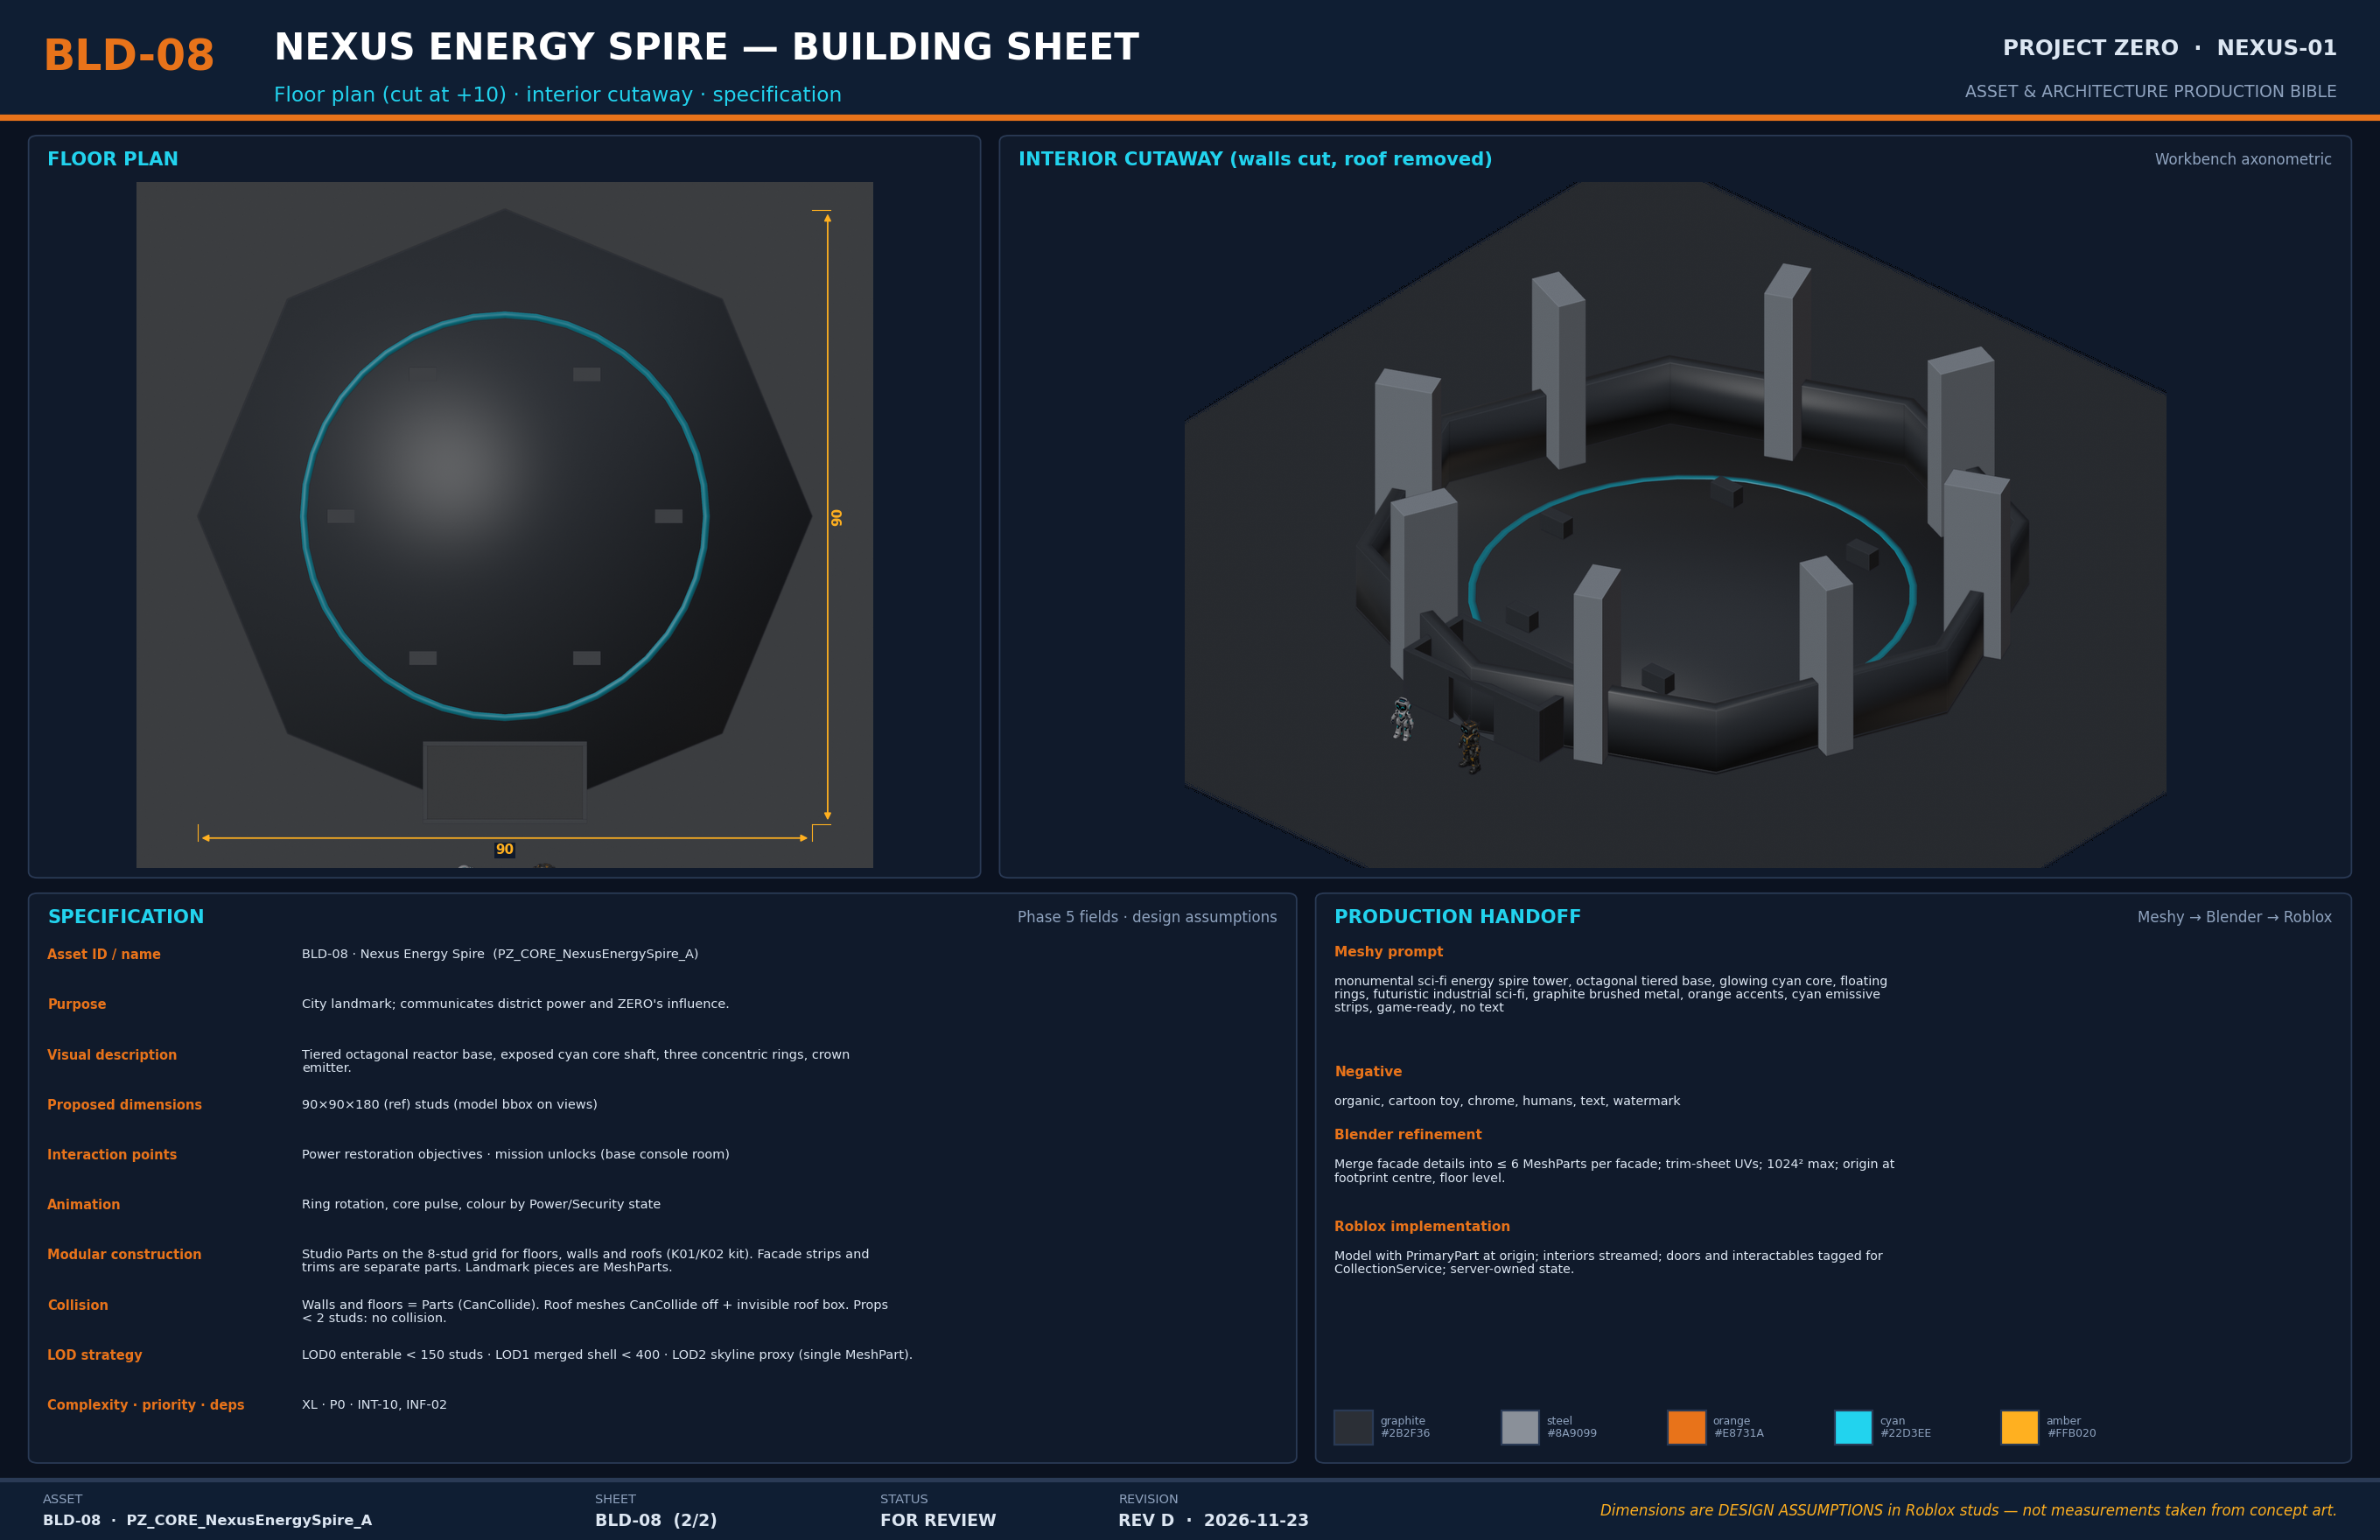 BLD-08
NEXUS ENERGY SPIRE — BUILDING SHEET
Floor plan (cut at +10) · interior cutaway · specification
PROJECT ZERO · NEXUS-01
ASSET & ARCHITECTURE PRODUCTION BIBLE
FLOOR PLAN
90
90
INTERIOR CUTAWAY (walls cut, roof removed)
Workbench axonometric
SPECIFICATION
Phase 5 fields · design assumptions
Asset ID / name
BLD-08 · Nexus Energy Spire (PZ_CORE_NexusEnergySpire_A)
Purpose
City landmark; communicates district power and ZERO's influence.
Visual description
Tiered octagonal reactor base, exposed cyan core shaft, three concentric rings, crown
emitter.
Proposed dimensions
90×90×180 (ref) studs (model bbox on views)
Interaction points
Power restoration objectives · mission unlocks (base console room)
Animation
Ring rotation, core pulse, colour by Power/Security state
Modular construction
Studio Parts on the 8-stud grid for floors, walls and roofs (K01/K02 kit). Facade strips and
trims are separate parts. Landmark pieces are MeshParts.
Collision
Walls and floors = Parts (CanCollide). Roof meshes CanCollide off + invisible roof box. Props
< 2 studs: no collision.
LOD strategy
LOD0 enterable < 150 studs · LOD1 merged shell < 400 · LOD2 skyline proxy (single MeshPart).
Complexity · priority · deps
XL · P0 · INT-10, INF-02
PRODUCTION HANDOFF
Meshy → Blender → Roblox
Meshy prompt
monumental sci-fi energy spire tower, octagonal tiered base, glowing cyan core, floating
rings, futuristic industrial sci-fi, graphite brushed metal, orange accents, cyan emissive
strips, game-ready, no text
Negative
organic, cartoon toy, chrome, humans, text, watermark
Blender refinement
Merge facade details into ≤ 6 MeshParts per facade; trim-sheet UVs; 1024² max; origin at
footprint centre, floor level.
Roblox implementation
Model with PrimaryPart at origin; interiors streamed; doors and interactables tagged for
CollectionService; server-owned state.
graphite
#2B2F36
steel
#8A9099
orange
#E8731A
cyan
#22D3EE
amber
#FFB020
ASSET
BLD-08 · PZ_CORE_NexusEnergySpire_A
SHEET
BLD-08 (2/2)
STATUS
FOR REVIEW
REVISION
REV D · 2026-11-23
Dimensions are DESIGN ASSUMPTIONS in Roblox studs — not measurements taken from concept art.